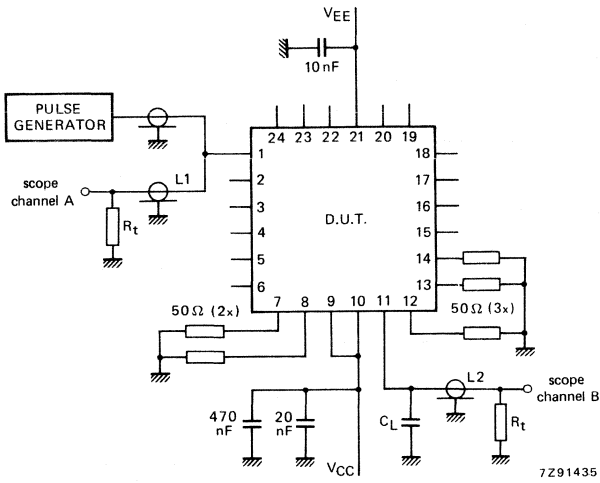 VEE
10 nF
PULSE
GENERATOR
24 23 22 21 20 19
1
2
3
4
5
6
18
17
16
15
14
13
L1
scope
channel A
Rt
D.U.T.
7 8 9 10 11 12
50Ω (2x)
50Ω (3x)
470
nF
20
nF
CL
L2
scope
channel B
Rt
VCC
7Z91435